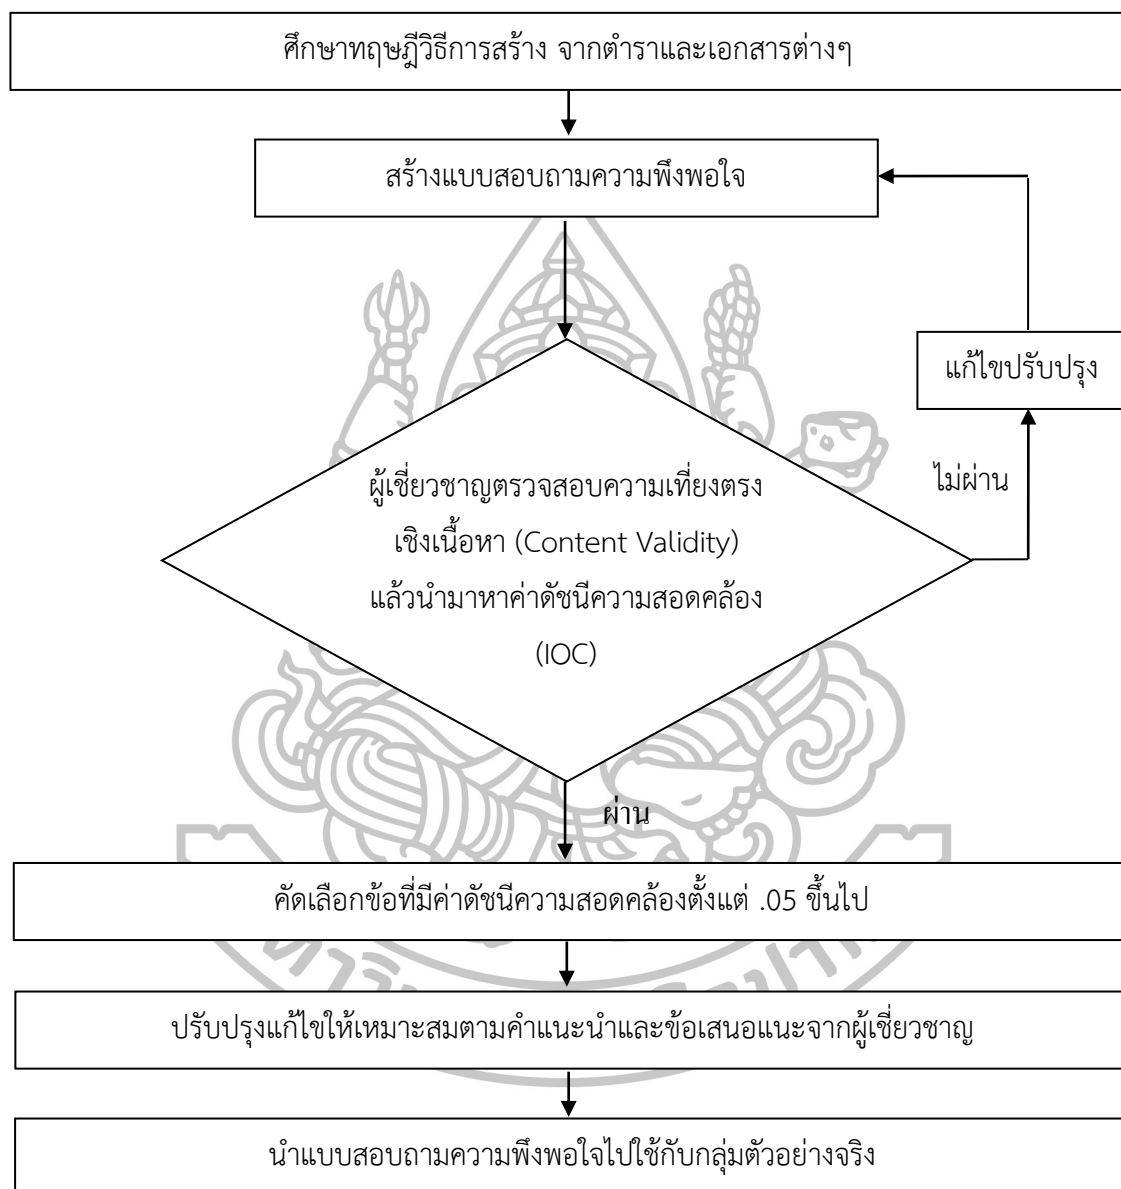 ศึกษาทฤษฎีวิธีการสร้าง จากตำราและเอกสารต่างๆ
สร้างแบบสอบถามความพึงพอใจ
แก้ไขปรับปรุง
ไม่ผ่าน
ผู้เชี่ยวชาญตรวจสอบความเที่ยงตรง
เชิงเนื้อหา (Content Validity)
แล้วนำมาหาค่าดัชนีความสอดคล้อง
(IOC)
ผ่าน
คัดเลือกข้อที่มีค่าดัชนีความสอดคล้องตั้งแต่ .05 ขึ้นไป
ปรับปรุงแก้ไขให้เหมาะสมตามคำแนะนำและข้อเสนอแนะจากผู้เชี่ยวชาญ
นำแบบสอบถามความพึงพอใจไปใช้กับกลุ่มตัวอย่างจริง